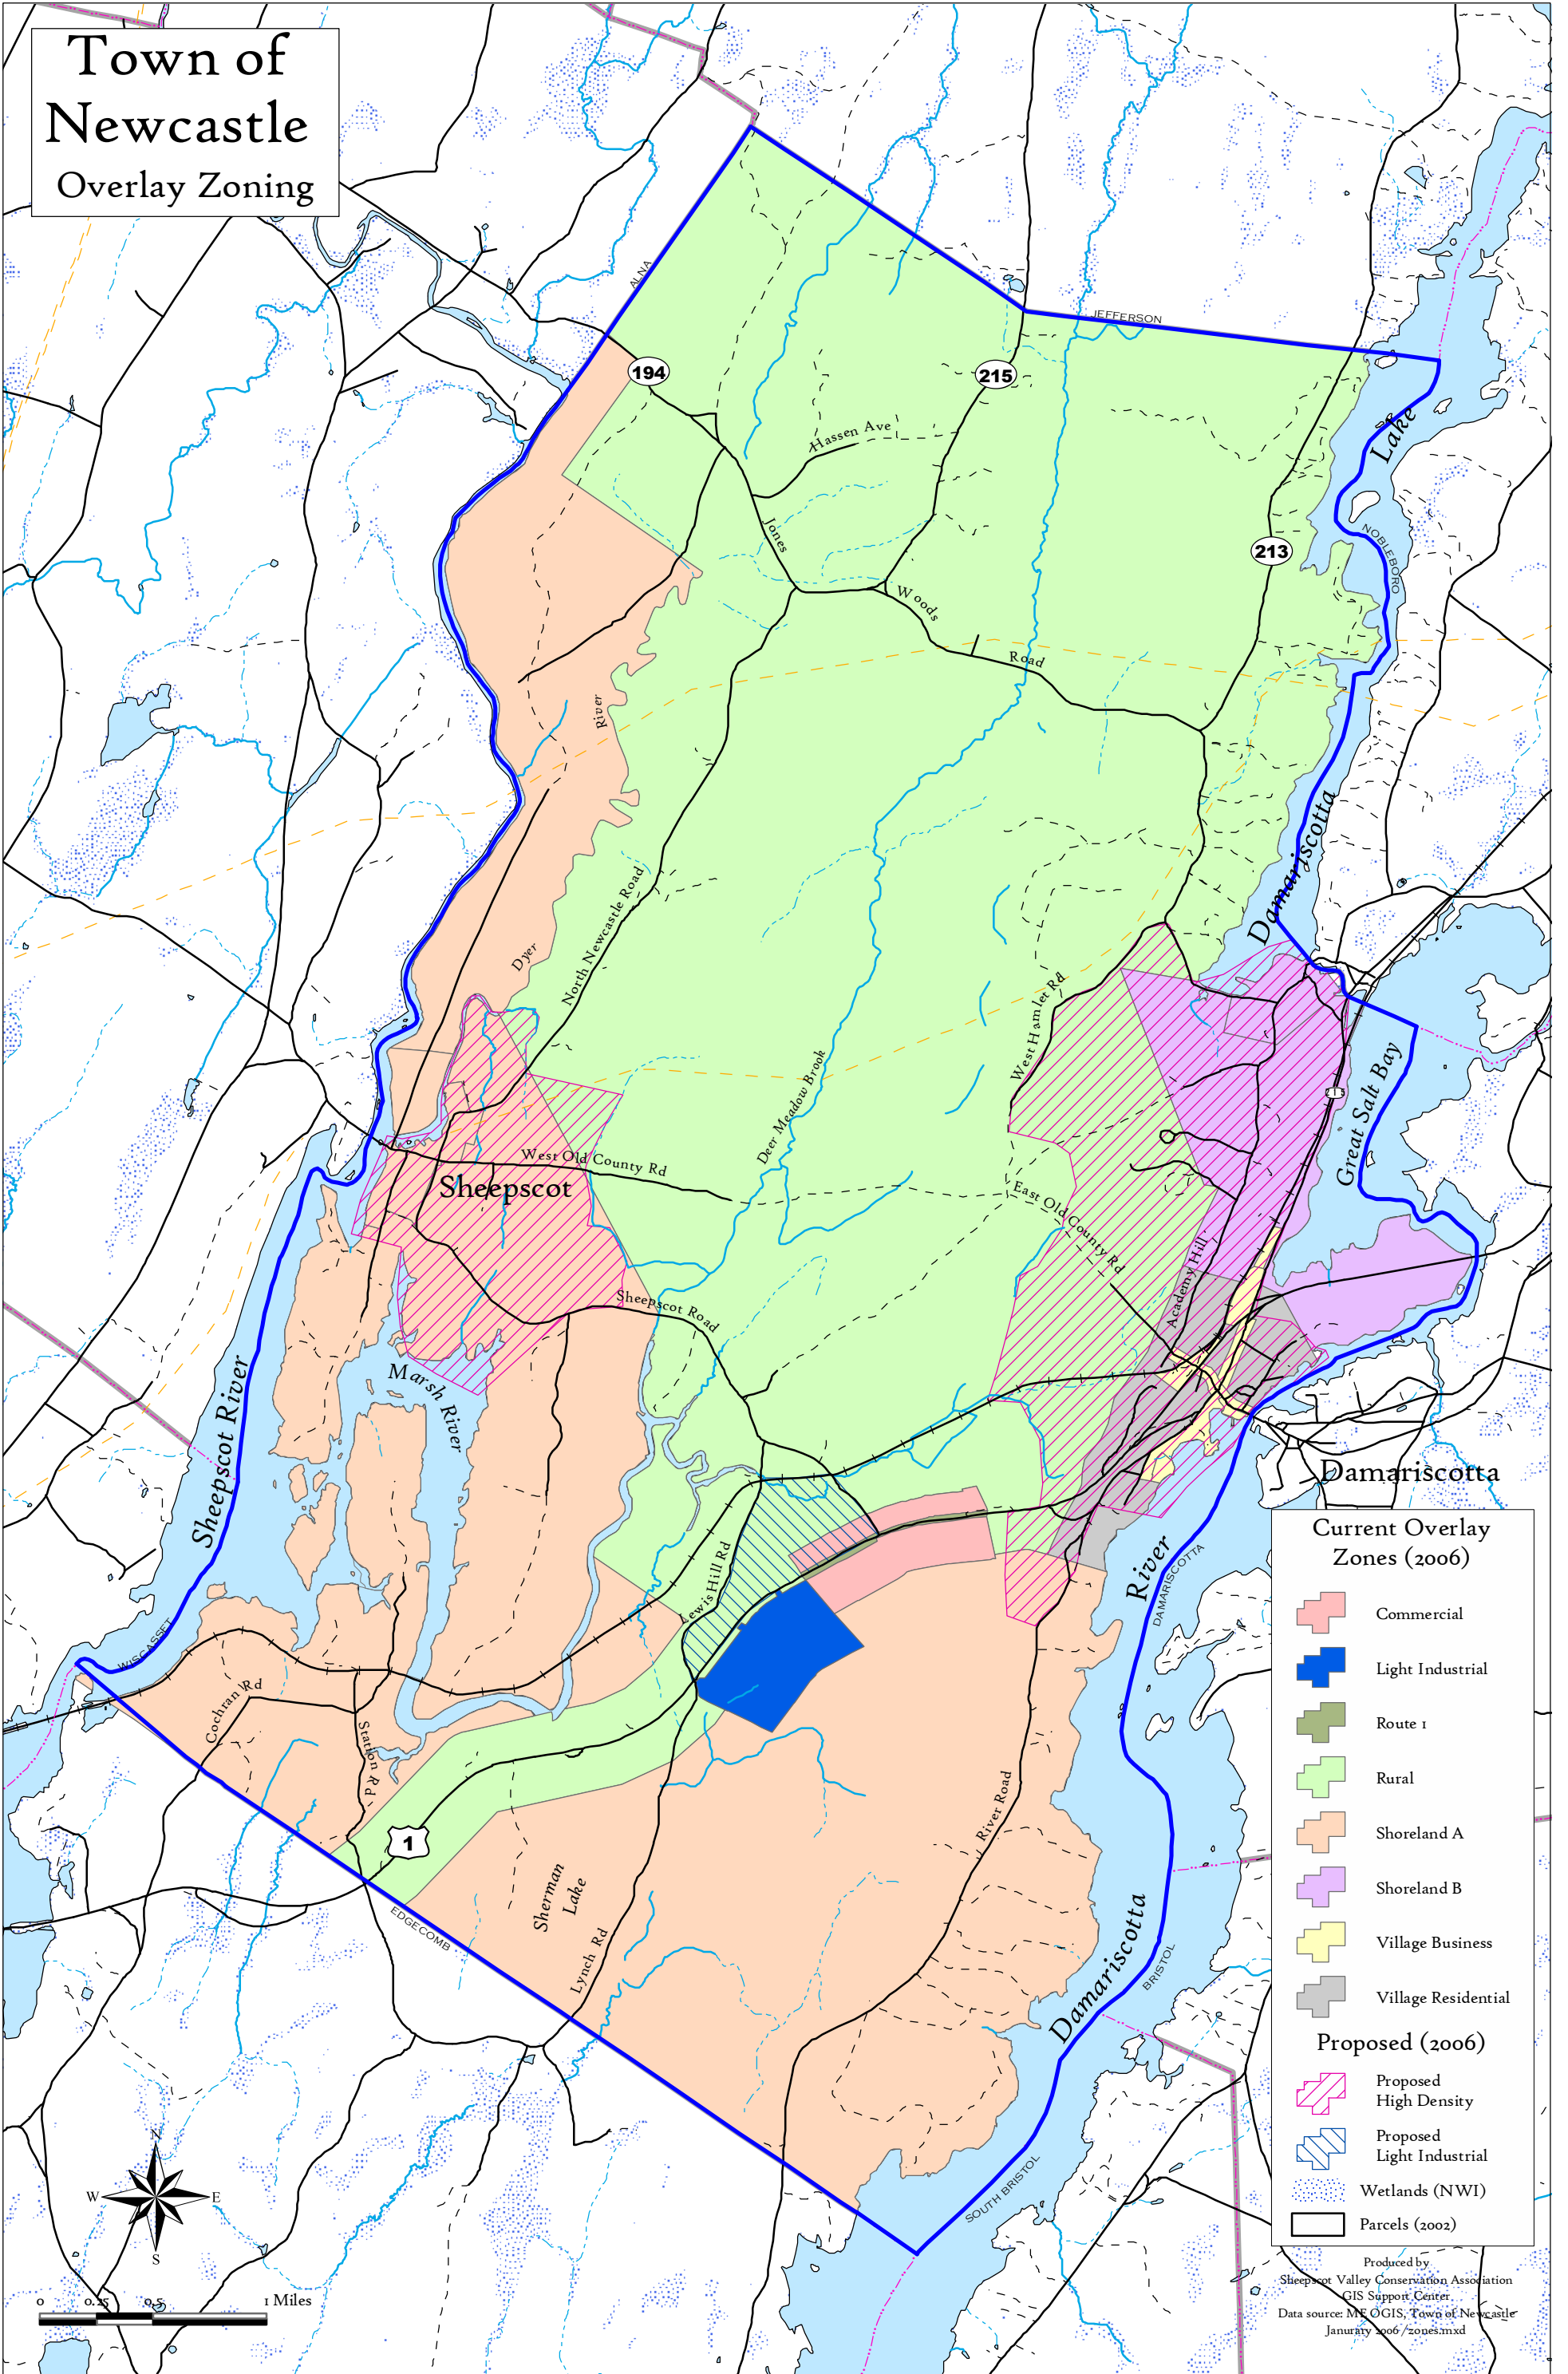 Town of
Newcastle
Overlay Zoning
ALNA
JEFFERSON
194
215
Hassen Ave
Lake
Jones
213
NOBLEBORO
Woods
Road
River
Damariscotta
North Newcastle Road
Dyer
West Hamlet Rd
Great Salt Bay
Deer Meadow Brook
West Old County Rd
Sheepscot
East Old County Rd
Academy Hill
Sheepscot Road
Marsh River
Sheepscot River
Damariscotta
Lewis Hill Rd
River
DAMARISCOTTA
WISCASSET
Cochran Rd
Station Rd
River Road
1
Sherman
Lake
EDGECOMB
Lynch Rd
Damariscotta
BRISTOL
SOUTH BRISTOL
Current Overlay
Zones (2006)
Commercial
Light Industrial
Route 1
Rural
Shoreland A
Shoreland B
Village Business
Village Residential
Proposed (2006)
Proposed
High Density
Proposed
Light Industrial
Wetlands (NWI)
Parcels (2002)
N
W E
S
0 0.25 0.5 1 Miles
Produced by
Sheepscot Valley Conservation Association
GIS Support Center
Data source: ME OGIS, Town of Newcastle
Janurary 2006 /zones.mxd